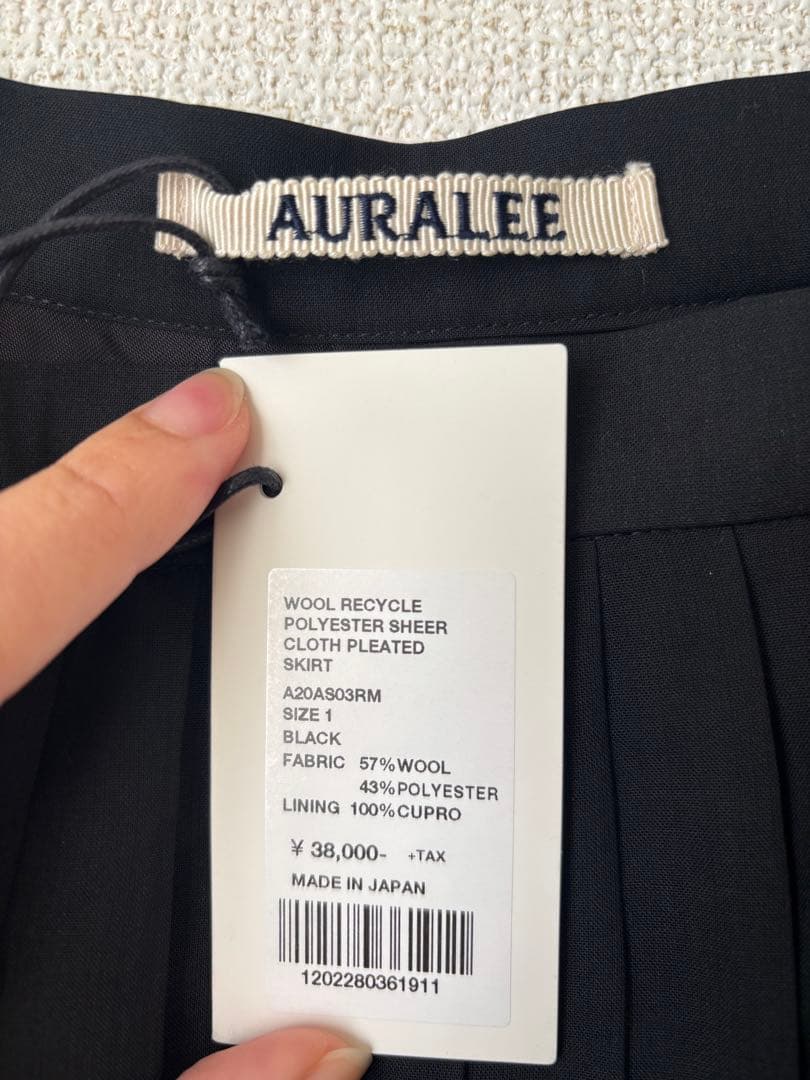 AURALEE
WOOL RECYCLE
POLYESTER SHEER
CLOTH PLEATED
SKIRT
A20AS03RM
SIZE 1
BLACK
FABRIC 57%WOOL
43%POLYESTER
LINING 100%CUPRO
¥ 38,000- +TAX
MADE IN JAPAN
1202280361911